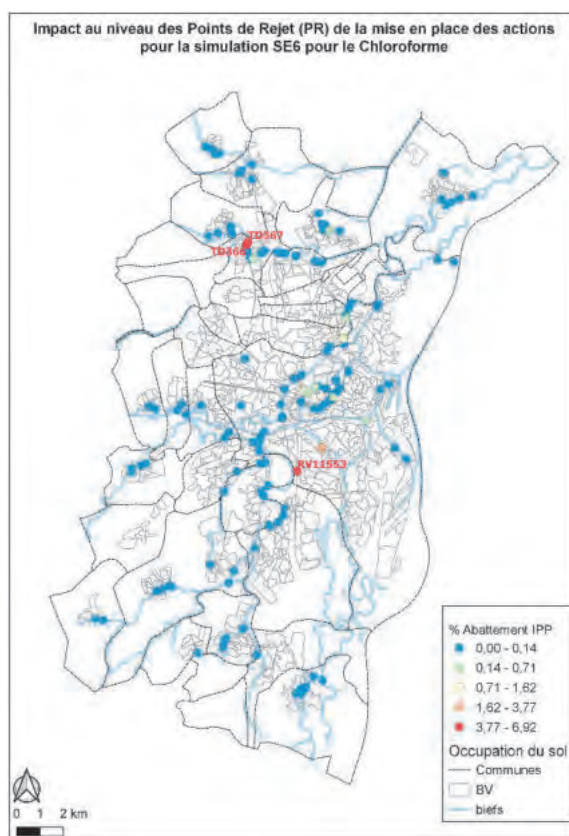 Impact au niveau des Points de Rejet (PR) de la mise en place des actions
pour la simulation SE6 pour le Chloroforme
TD567
TD466
RV11553
% Abattement IPP
0,00 - 0,14
0,14 - 0,71
0,71 - 1,62
1,62 - 3,77
3,77 - 6,92
Occupation du sol
Communes
BV
biefs
0 1 2 km